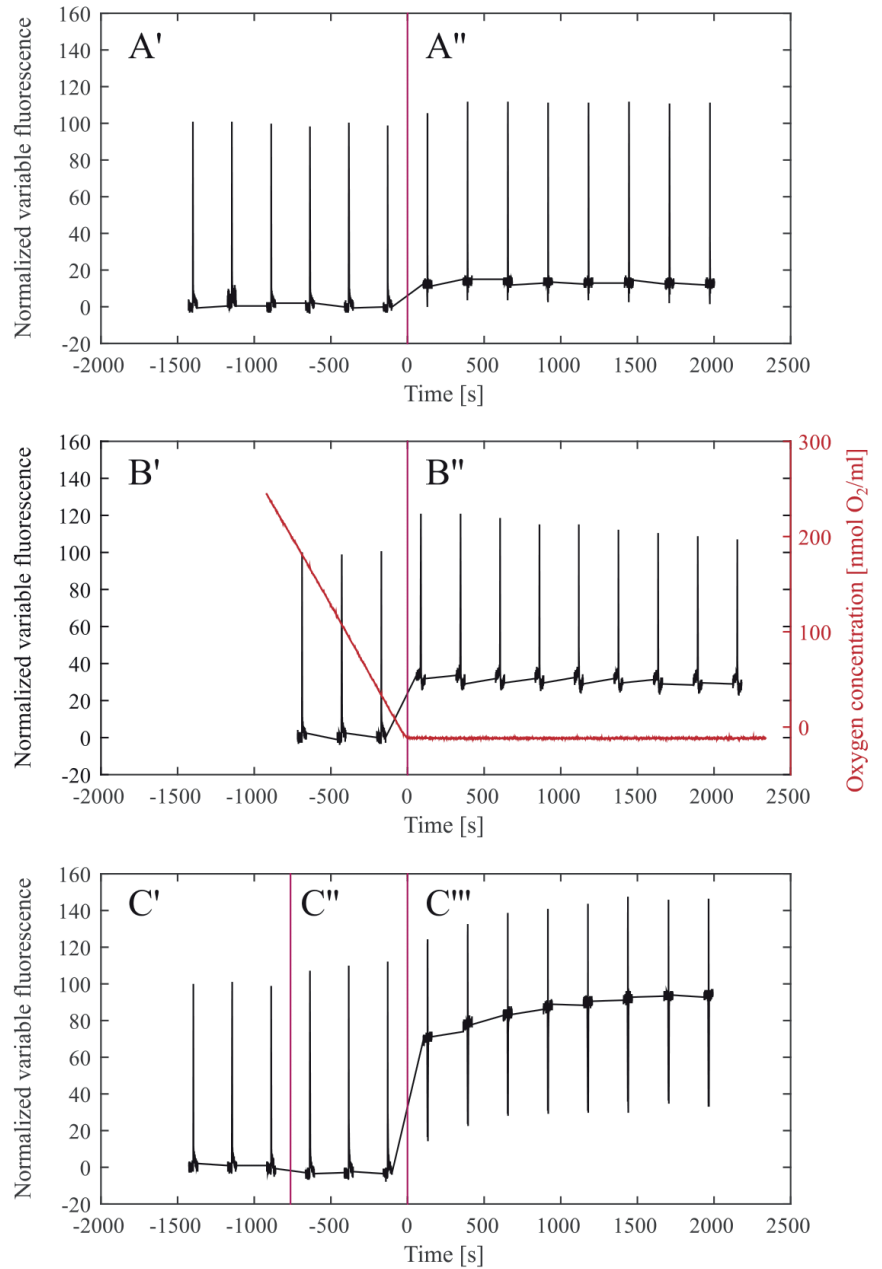 160
140
120
100
80
60
40
20
0
-20
Normalized variable fluorescence
A'
A"
-2000 -1500 -1000 -500 0 500 1000 1500 2000 2500
Time [s]
160
140
120
100
80
60
40
20
0
-20
Normalized variable fluorescence
B'
B"
300
200
100
0
Oxygen concentration [nmol O₂/ml]
-2000 -1500 -1000 -500 0 500 1000 1500 2000 2500
Time [s]
160
140
120
100
80
60
40
20
0
-20
Normalized variable fluorescence
C'
C"
C'"
-2000 -1500 -1000 -500 0 500 1000 1500 2000 2500
Time [s]